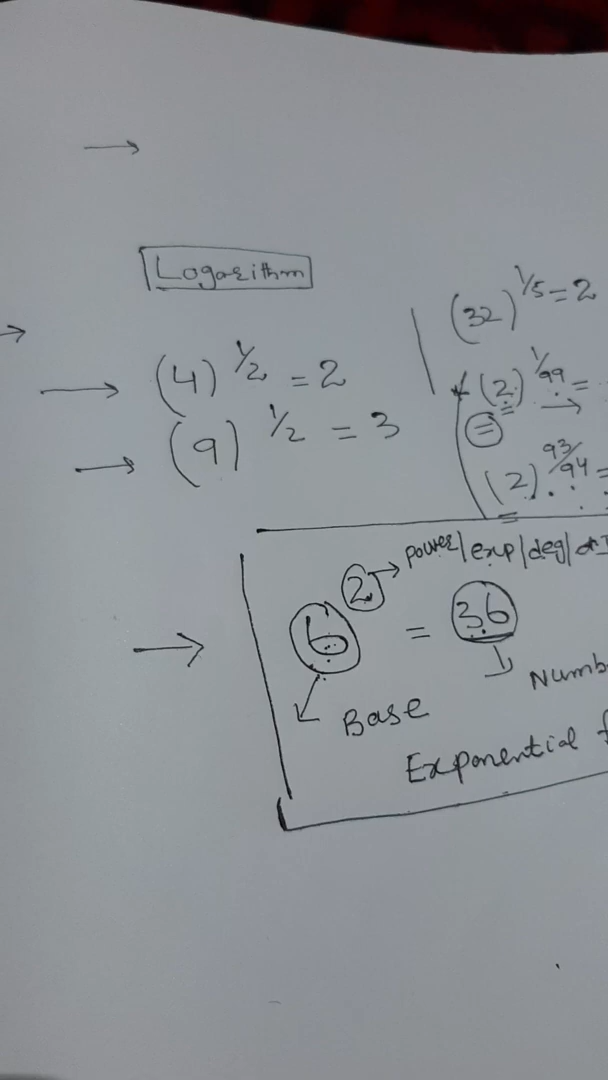 Logarithm
(4)^1/2 = 2
(9)^1/2 = 3
(32)^1/5 = 2
(2)^1/99 =
(2)^93/94 =
6^2 = 36
power/exp/deg/
Base
Numb
Exponential f